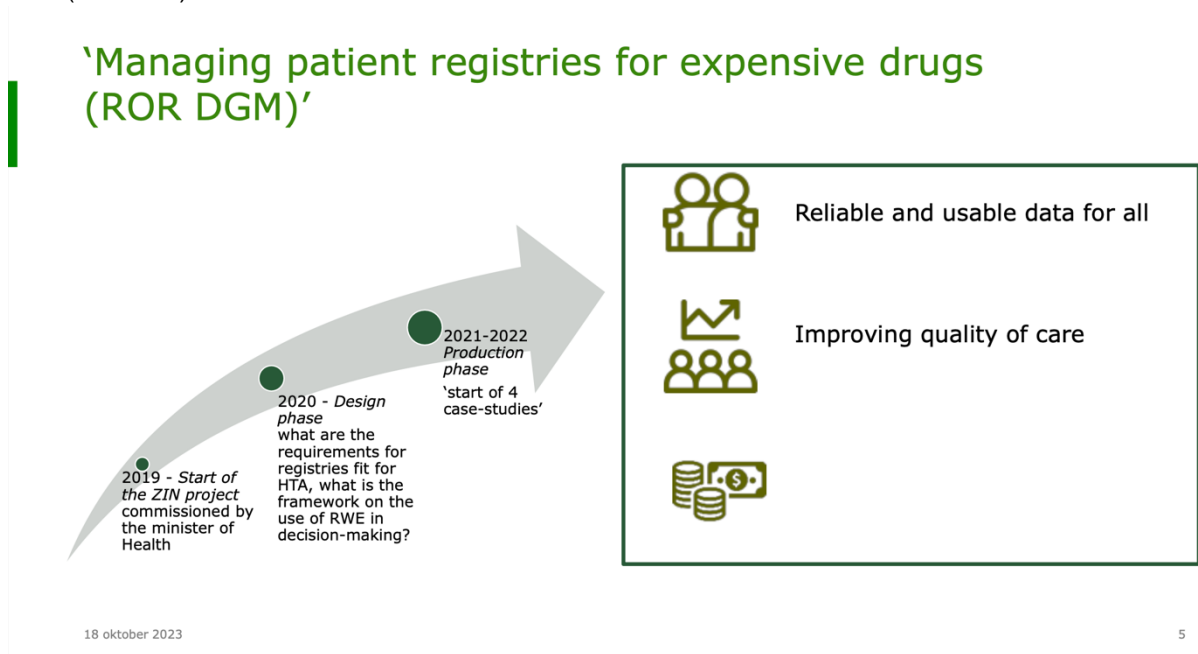 ‘Managing patient registries for expensive drugs
(ROR DGM)’
2019 - Start of
the ZIN project
commissioned by
the minister of
Health
2020 - Design
phase
what are the
requirements for
registries fit for
HTA, what is the
framework on the
use of RWE in
decision-making?
2021-2022
Production
phase
‘start of 4
case-studies’
Reliable and usable data for all
Improving quality of care
$
18 oktober 2023
5